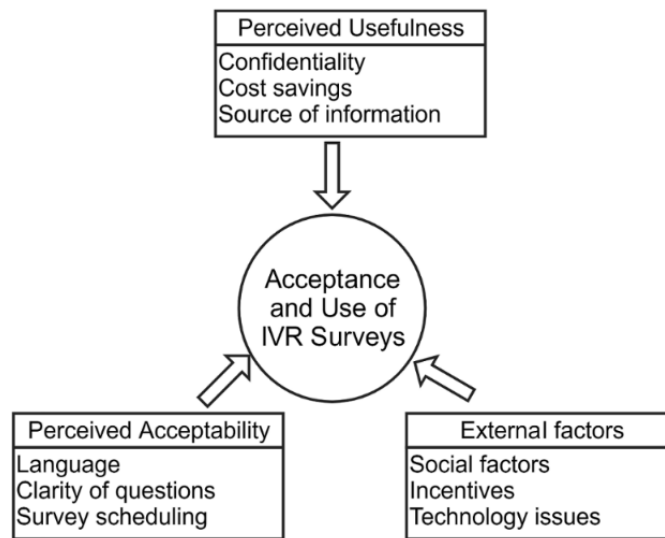 Perceived Usefulness
Confidentiality
Cost savings
Source of information
Acceptance
and Use of
IVR Surveys
Perceived Acceptability
Language
Clarity of questions
Survey scheduling
External factors
Social factors
Incentives
Technology issues